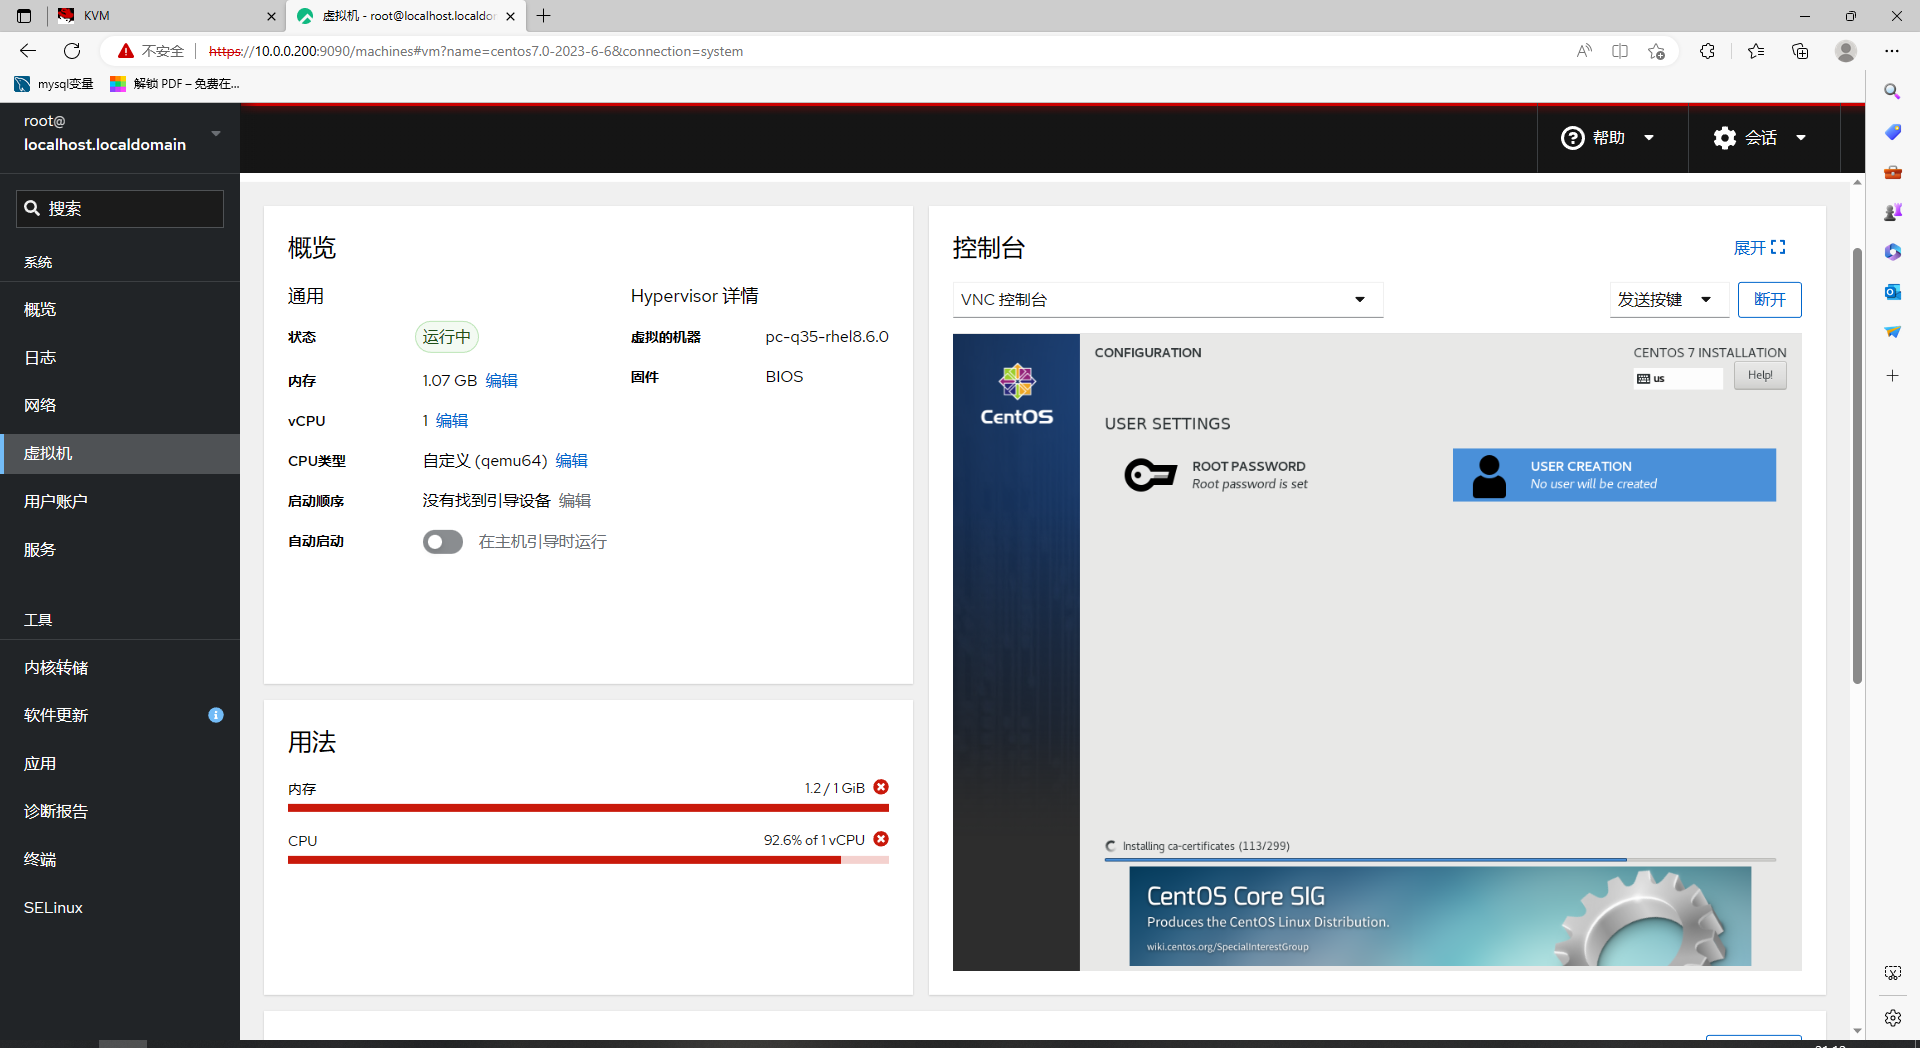 KVM
虚拟机 - root@localhost.localdo
不安全
https://10.0.0.200:9090/machines#vm?name=centos7.0-2023-6-6&connection=system
mysql变量
解锁 PDF – 免费在...
root@
localhost.localdomain
帮助
会话
搜索
系统
概览
日志
网络
虚拟机
用户账户
服务
工具
内核转储
软件更新
应用
诊断报告
终端
SELinux
概览
通用
状态 运行中
内存 1.07 GB 编辑
vCPU 1 编辑
CPU类型 自定义 (qemu64) 编辑
启动顺序 没有找到引导设备 编辑
自动启动 在主机引导时运行
Hypervisor 详情
虚拟的机器 pc-q35-rhel8.6.0
固件 BIOS
用法
内存 1.2 / 1 GiB
CPU 92.6% of 1 vCPU
控制台 展开
VNC 控制台 发送按键 断开
CentOS
CONFIGURATION
CENTOS 7 INSTALLATION
us
Help!
USER SETTINGS
ROOT PASSWORD
Root password is set
USER CREATION
No user will be created
Installing ca-certificates (113/299)
CentOS Core SIG
Produces the CentOS Linux Distribution.
wiki.centos.org/SpecialInterestGroup